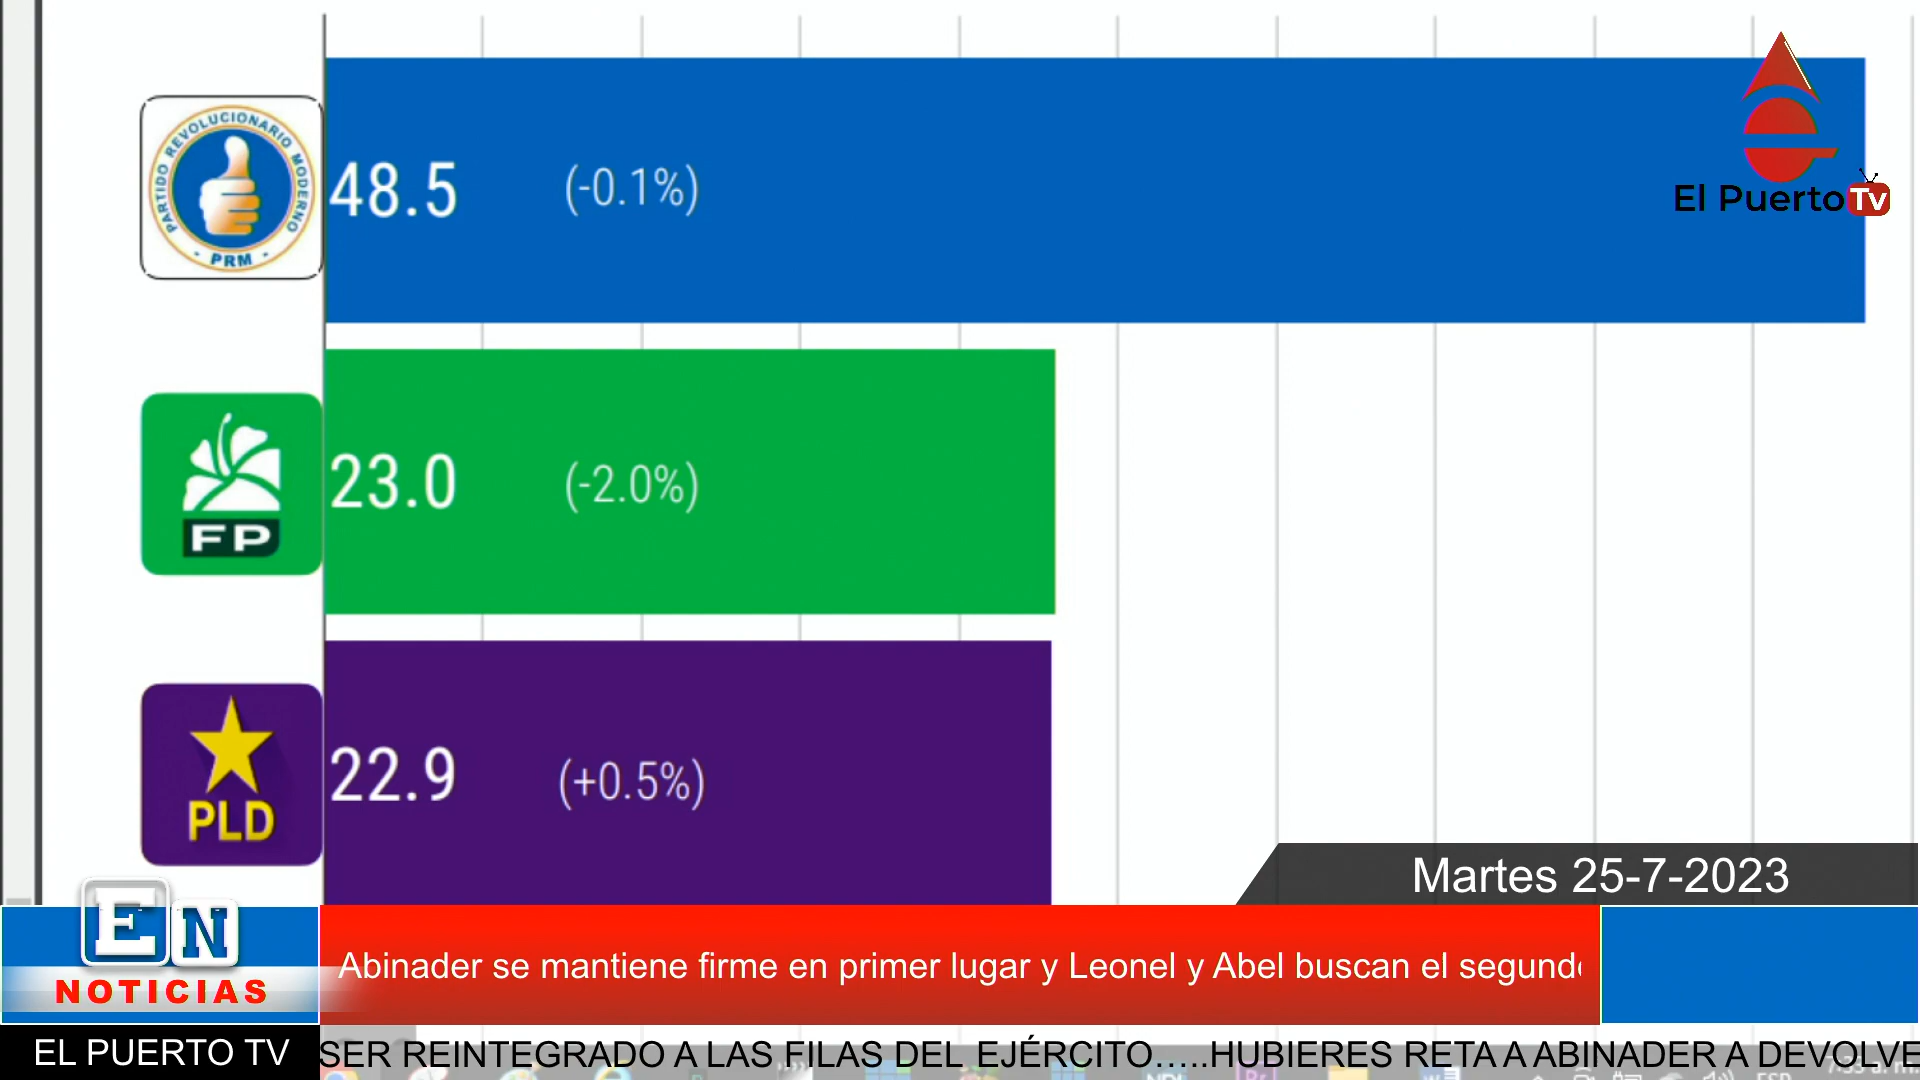 PARTIDO REVOLUCIONARIO MODERNO
- PRM -
48.5 (-0.1%)
El Puerto Tv
FP
23.0 (-2.0%)
PLD
22.9 (+0.5%)
Martes 25-7-2023
EN
NOTICIAS
Abinader se mantiene firme en primer lugar y Leonel y Abel buscan el
EL PUERTO TV
SER REINTEGRADO A LAS FILAS DEL EJÉRCITO…..HUBIERES RETA A ABINADER A DEVOLVE